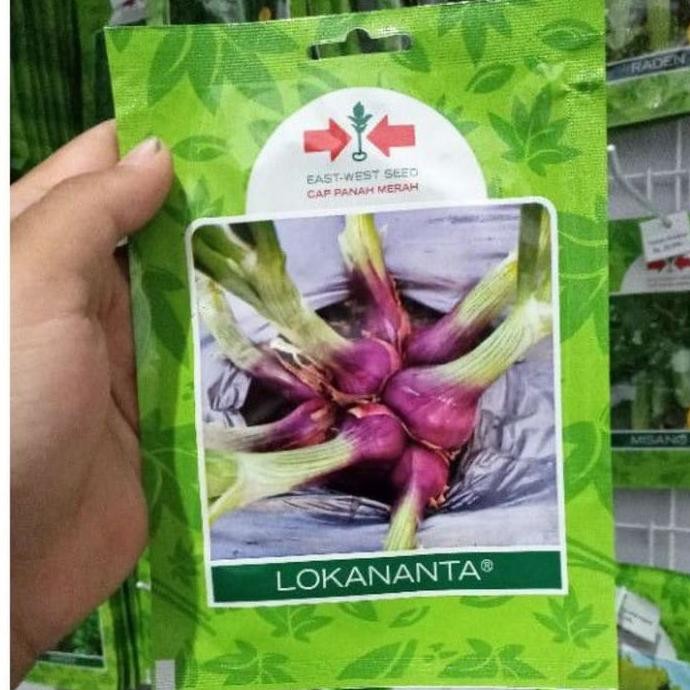 EAST-WEST SEED
CAP PANAH MERAH
LOKANANTA®
RADEN
MISANO